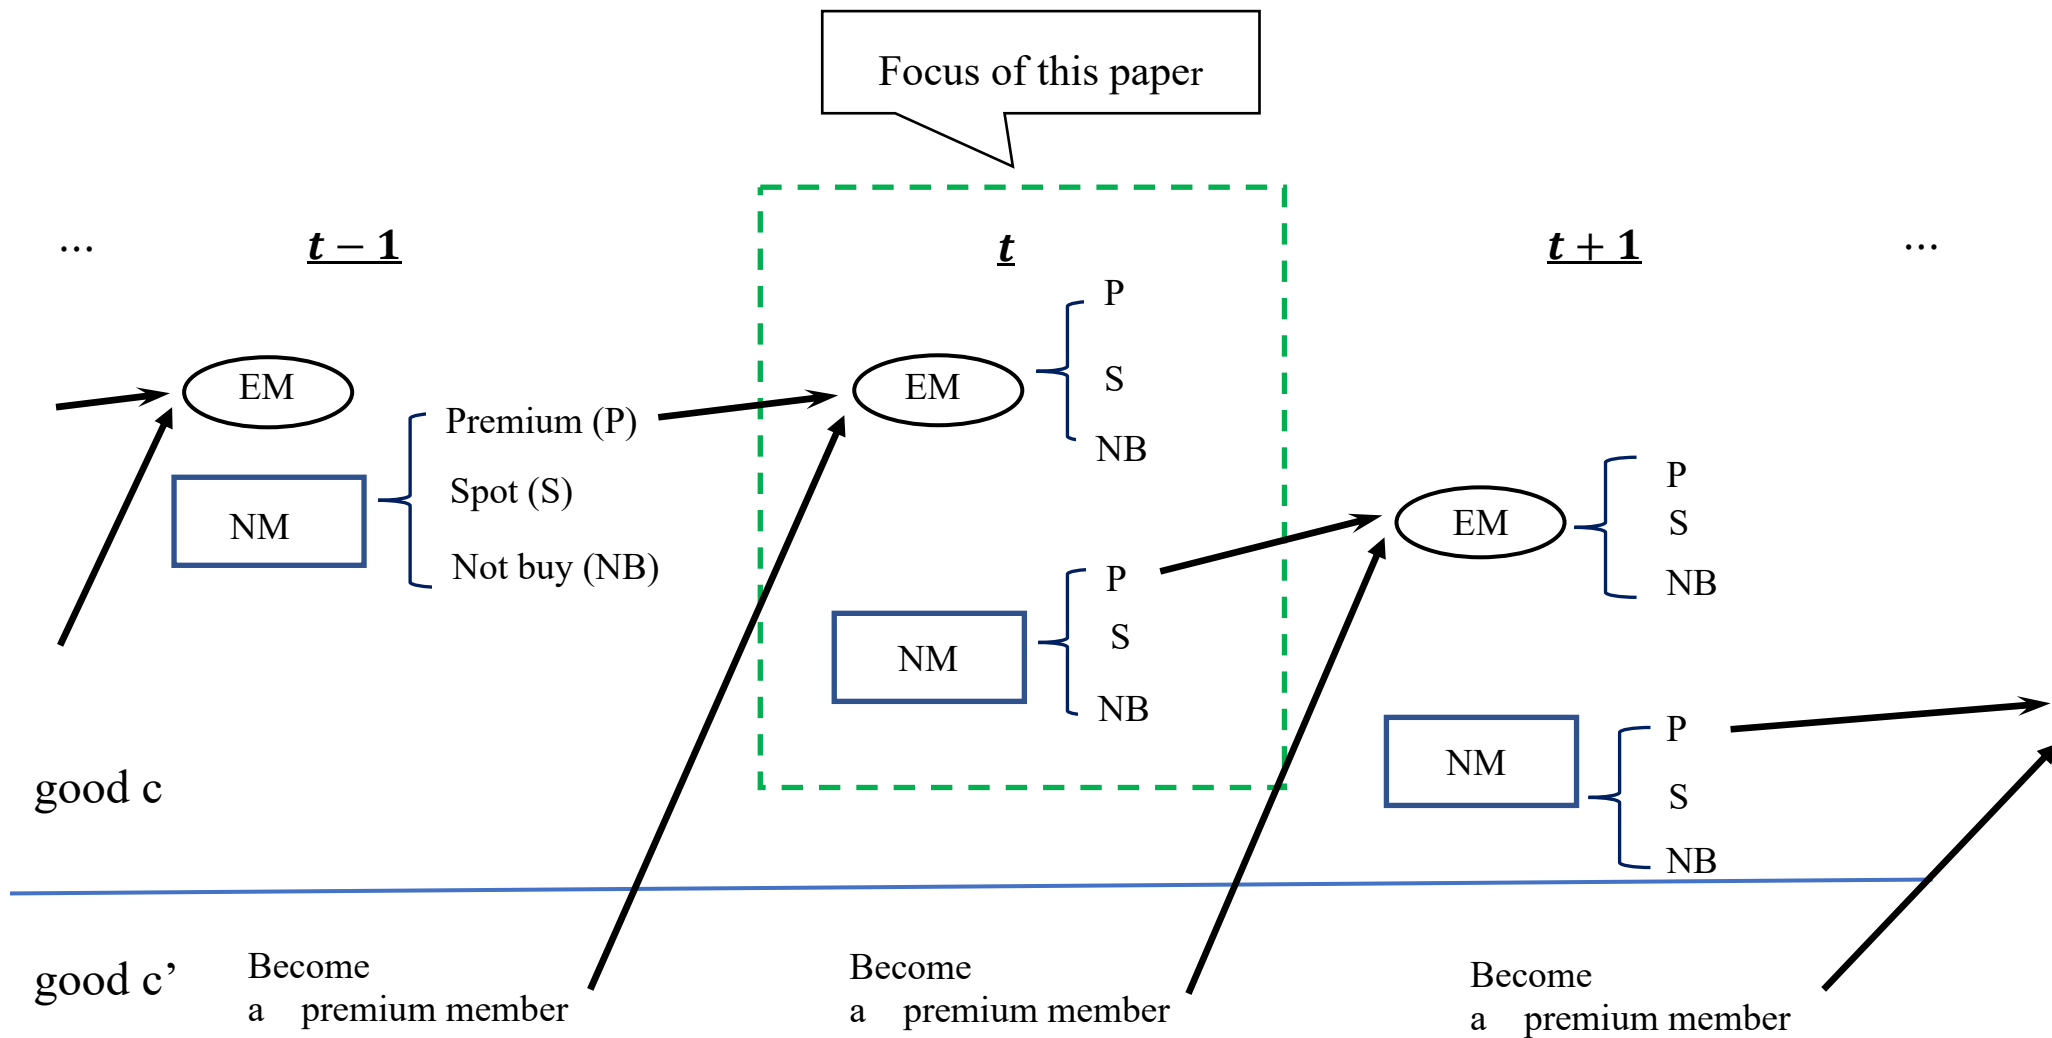 Focus of this paper
… t − 1 t t + 1 …
P
EM EM S
Premium (P) NB
NM Spot (S)
Not buy (NB)
EM P
S
NB
NM P
S
NB
NM P
S
NB
good c
good c’
Become
a premium member
Become
a premium member
Become
a premium member